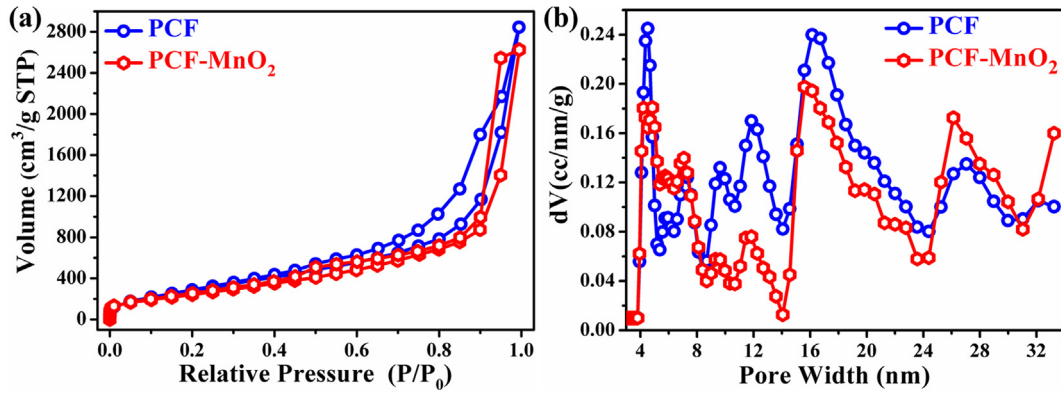 (a)
PCF
PCF-MnO₂
Volume (cm³/g STP)
2800
2400
2000
1600
1200
800
400
0
0.0 0.2 0.4 0.6 0.8 1.0
Relative Pressure (P/P₀)
(b)
PCF
PCF-MnO₂
dV(cc/nm/g)
0.24
0.20
0.16
0.12
0.08
0.04
0.00
4 8 12 16 20 24 28 32
Pore Width (nm)